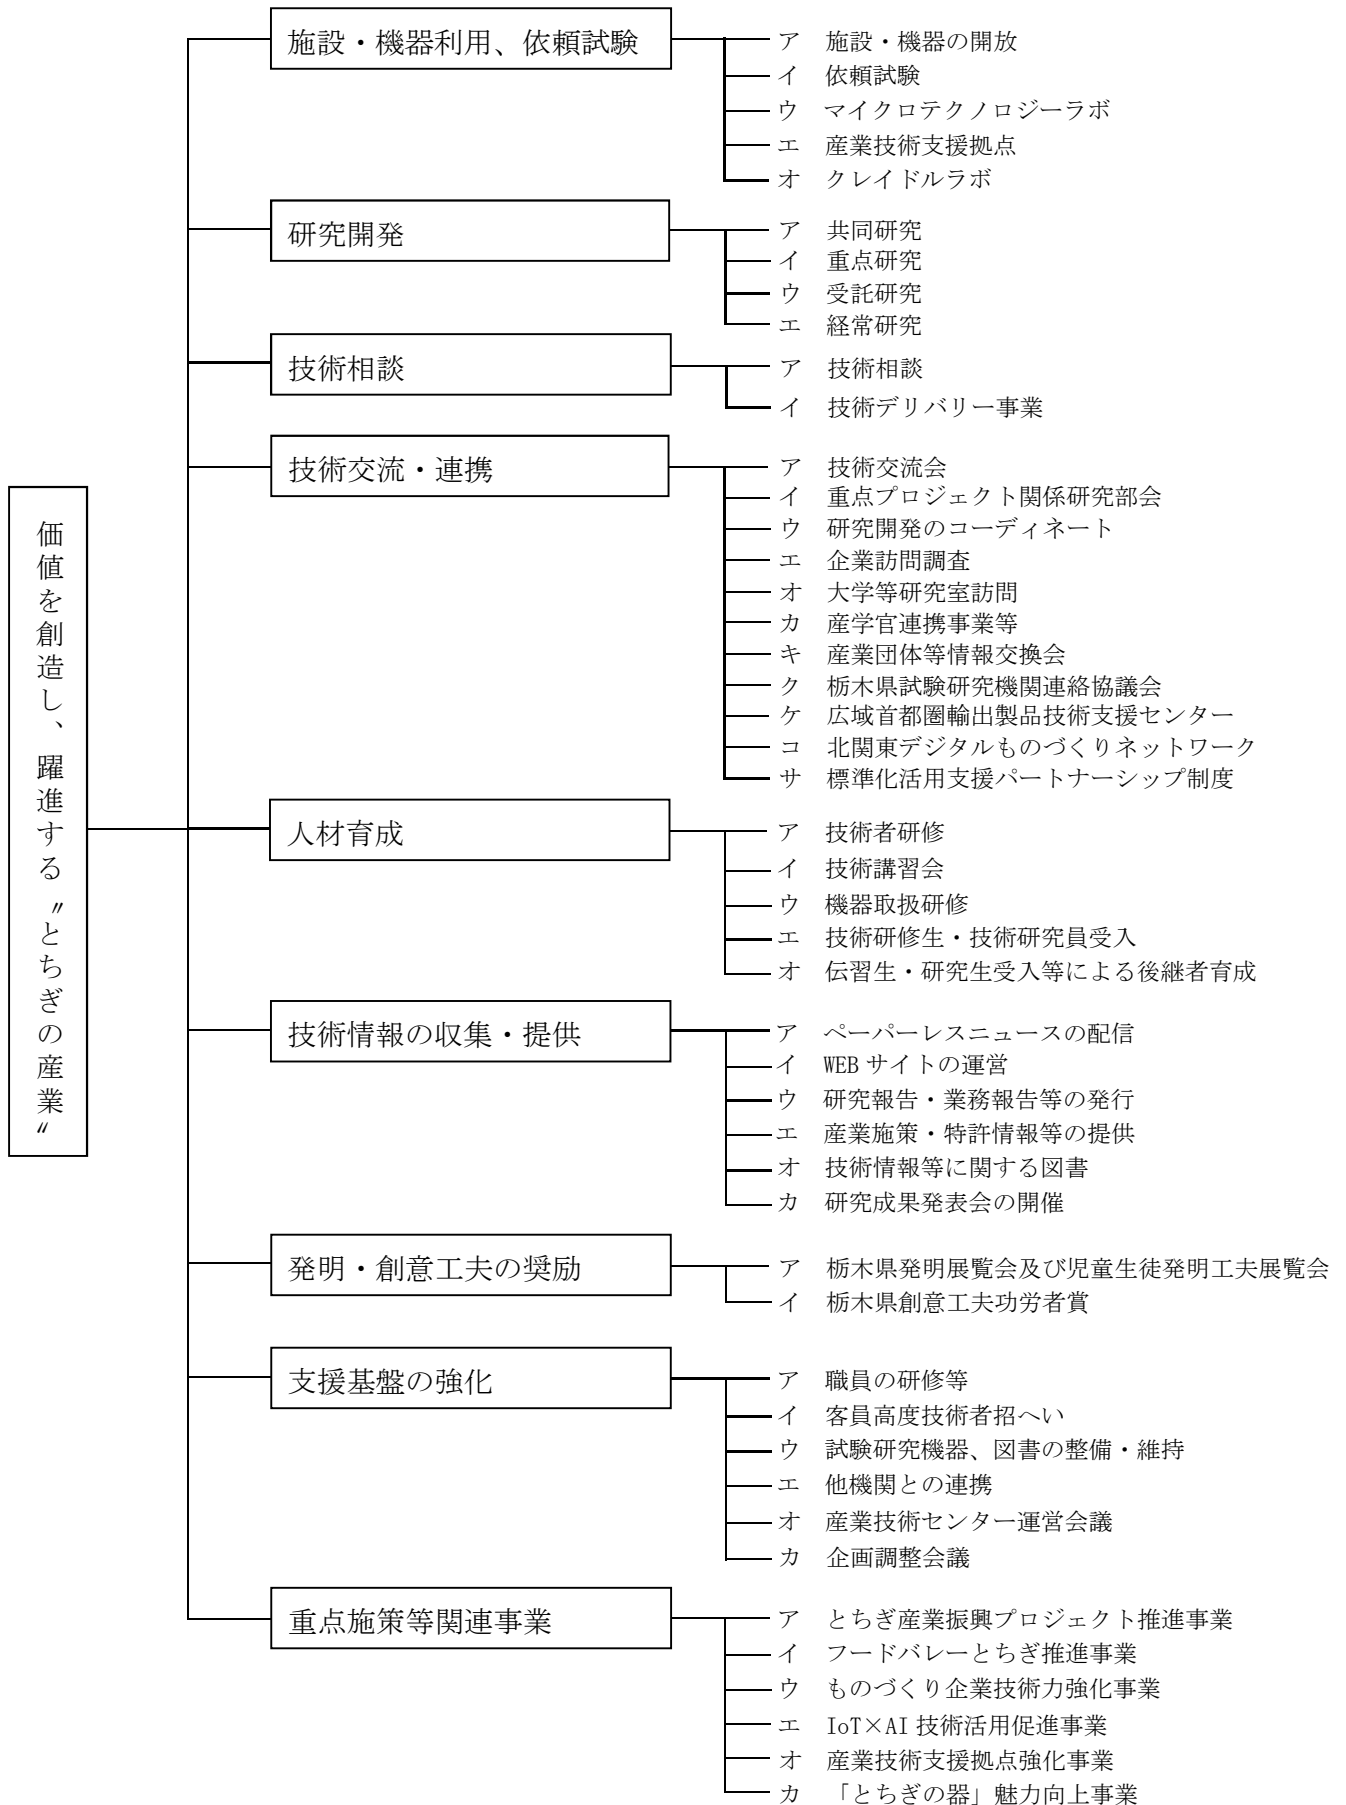 価値を創造し、躍進する〝とちぎの産業〟
施設・機器利用、依頼試験
ア 施設・機器の開放
イ 依頼試験
ウ マイクロテクノロジーラボ
エ 産業技術支援拠点
オ クレイドルラボ
研究開発
ア 共同研究
イ 重点研究
ウ 受託研究
エ 経常研究
技術相談
ア 技術相談
イ 技術デリバリー事業
技術交流・連携
ア 技術交流会
イ 重点プロジェクト関係研究部会
ウ 研究開発のコーディネート
エ 企業訪問調査
オ 大学等研究室訪問
カ 産学官連携事業等
キ 産業団体等情報交換会
ク 栃木県試験研究機関連絡協議会
ケ 広域首都圏輸出製品技術支援センター
コ 北関東デジタルものづくりネットワーク
サ 標準化活用支援パートナーシップ制度
人材育成
ア 技術者研修
イ 技術講習会
ウ 機器取扱研修
エ 技術研修生・技術研究員受入
オ 伝習生・研究生受入等による後継者育成
技術情報の収集・提供
ア ペーパーレスニュースの配信
イ WEB サイトの運営
ウ 研究報告・業務報告等の発行
エ 産業施策・特許情報等の提供
オ 技術情報等に関する図書
カ 研究成果発表会の開催
発明・創意工夫の奨励
ア 栃木県発明展覧会及び児童生徒発明工夫展覧会
イ 栃木県創意工夫功労者賞
支援基盤の強化
ア 職員の研修等
イ 客員高度技術者招へい
ウ 試験研究機器、図書の整備・維持
エ 他機関との連携
オ 産業技術センター運営会議
カ 企画調整会議
重点施策等関連事業
ア とちぎ産業振興プロジェクト推進事業
イ フードバレーとちぎ推進事業
ウ ものづくり企業技術力強化事業
エ IoT×AI 技術活用促進事業
オ 産業技術支援拠点強化事業
カ 「とちぎの器」魅力向上事業